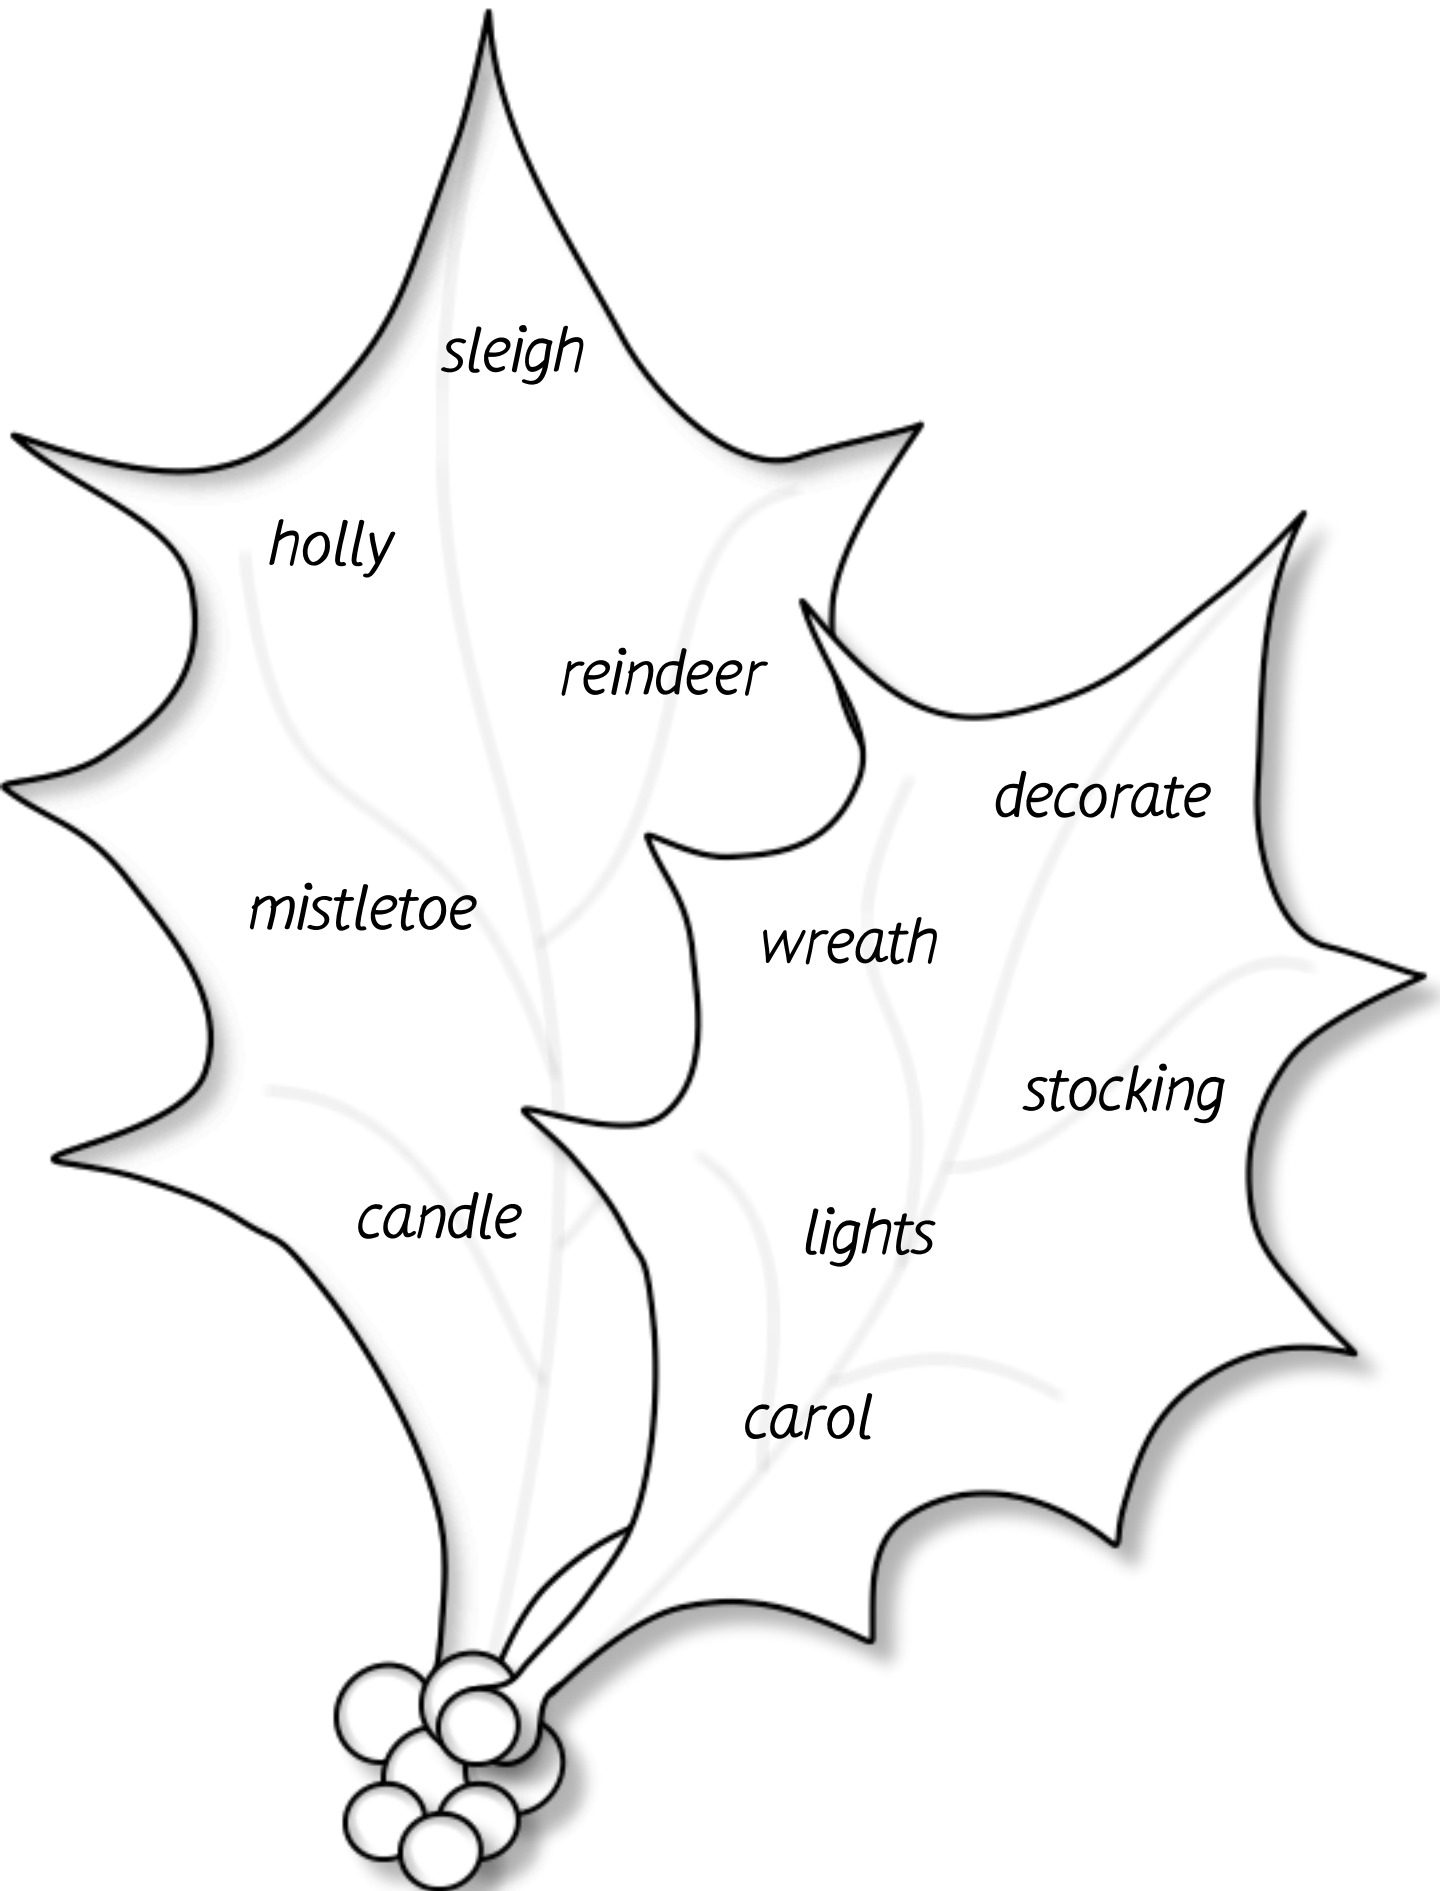 sleigh
holly
reindeer
mistletoe
candle
decorate
wreath
stocking
lights
carol